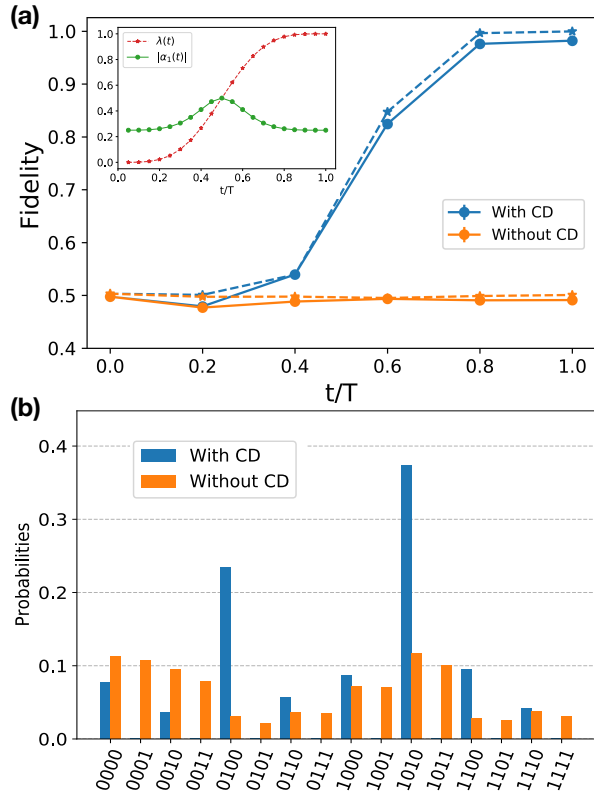 (a)
1.0
0.9
0.8
0.7
0.6
0.5
0.4
Fidelity
1.0
0.8
0.6
0.4
0.2
0.0
λ(t)
|α₁(t)|
0.0 0.2 0.4 0.6 0.8 1.0
t/T
With CD
Without CD
0.0 0.2 0.4 0.6 0.8 1.0
t/T
(b)
0.4
0.3
0.2
0.1
0.0
Probabilities
With CD
Without CD
0000 0001 0010 0011 0100 0101 0110 0111 1000 1001 1010 1011 1100 1101 1110 1111